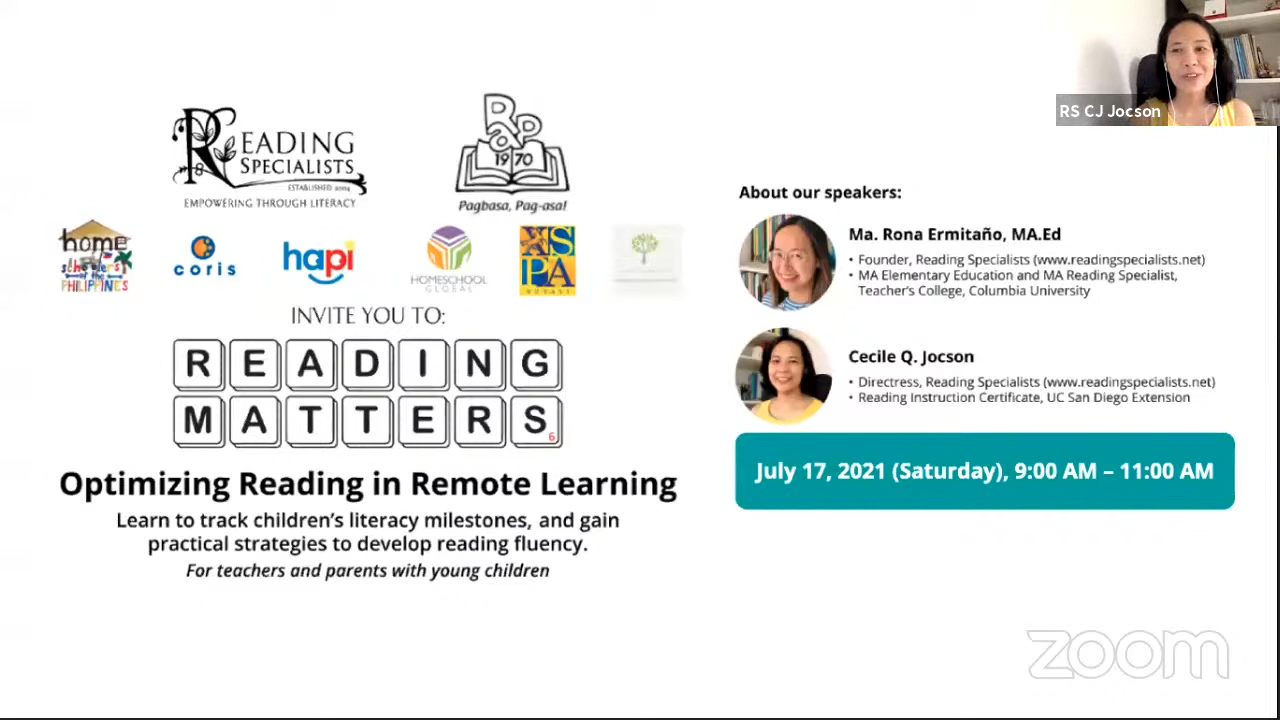 READING
SPECIALISTS
ESTABLISHED 2004
EMPOWERING THROUGH LITERACY
RAP
1970
Pagbasa, Pag-asa!
home
schoolers
of the
PHILIPPINES
coris
hapi
HOMESCHOOL
GLOBAL
XS
PA
INVITE YOU TO:
READING
MATTERS
6
Optimizing Reading in Remote Learning
Learn to track children's literacy milestones, and gain
practical strategies to develop reading fluency.
For teachers and parents with young children
RS CJ Jocson
About our speakers:
Ma. Rona Ermitaño, MA.Ed
• Founder, Reading Specialists (www.readingspecialists.net)
• MA Elementary Education and MA Reading Specialist,
Teacher's College, Columbia University
Cecile Q. Jocson
• Directress, Reading Specialists (www.readingspecialists.net)
• Reading Instruction Certificate, UC San Diego Extension
July 17, 2021 (Saturday), 9:00 AM – 11:00 AM
zoom